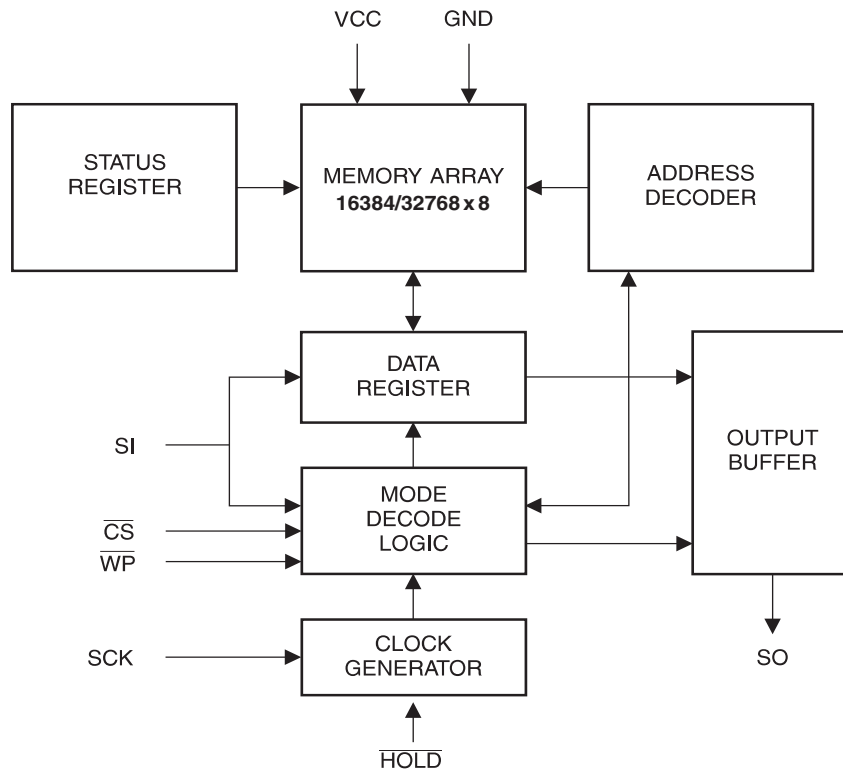 VCC
GND
STATUS
REGISTER
MEMORY ARRAY
16384/32768 x 8
ADDRESS
DECODER
DATA
REGISTER
OUTPUT
BUFFER
SI
MODE
DECODE
LOGIC
CS
WP
SCK
CLOCK
GENERATOR
SO
HOLD